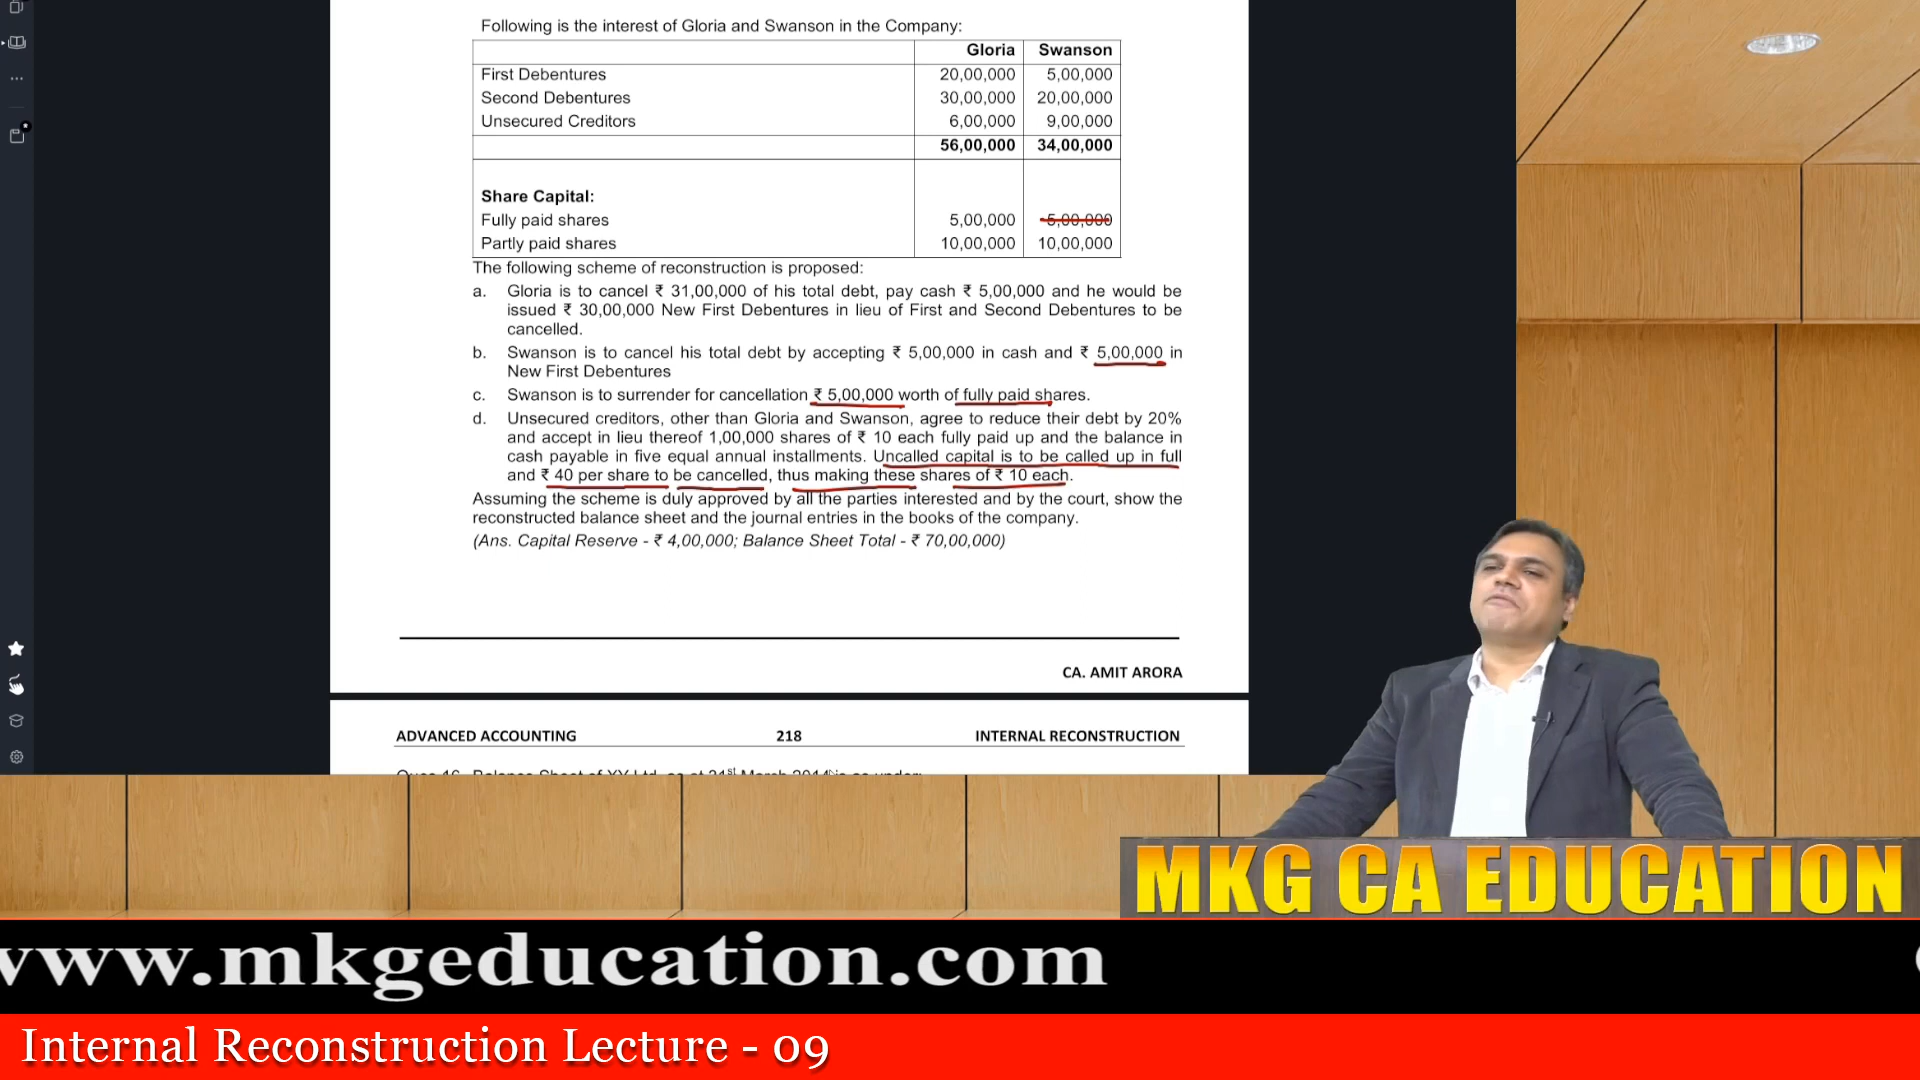 Following is the interest of Gloria and Swanson in the Company:
Gloria Swanson
First Debentures 20,00,000 5,00,000
Second Debentures 30,00,000 20,00,000
Unsecured Creditors 6,00,000 9,00,000
56,00,000 34,00,000
Share Capital:
Fully paid shares 5,00,000 5,00,000
Partly paid shares 10,00,000 10,00,000
The following scheme of reconstruction is proposed:
a. Gloria is to cancel ₹ 31,00,000 of his total debt, pay cash ₹ 5,00,000 and he would be
issued ₹ 30,00,000 New First Debentures in lieu of First and Second Debentures to be
cancelled.
b. Swanson is to cancel his total debt by accepting ₹ 5,00,000 in cash and ₹ 5,00,000 in
New First Debentures
c. Swanson is to surrender for cancellation ₹ 5,00,000 worth of fully paid shares.
d. Unsecured creditors, other than Gloria and Swanson, agree to reduce their debt by 20%
and accept in lieu thereof 1,00,000 shares of ₹ 10 each fully paid up and the balance in
cash payable in five equal annual installments. Uncalled capital is to be called up in full
and ₹ 40 per share to be cancelled, thus making these shares of ₹ 10 each.
Assuming the scheme is duly approved by all the parties interested and by the court, show the
reconstructed balance sheet and the journal entries in the books of the company.
(Ans. Capital Reserve - ₹ 4,00,000; Balance Sheet Total - ₹ 70,00,000)
CA. AMIT ARORA
ADVANCED ACCOUNTING 218 INTERNAL RECONSTRUCTION
MKG CA EDUCATION
www.mkgeducation.com
Internal Reconstruction Lecture - 09